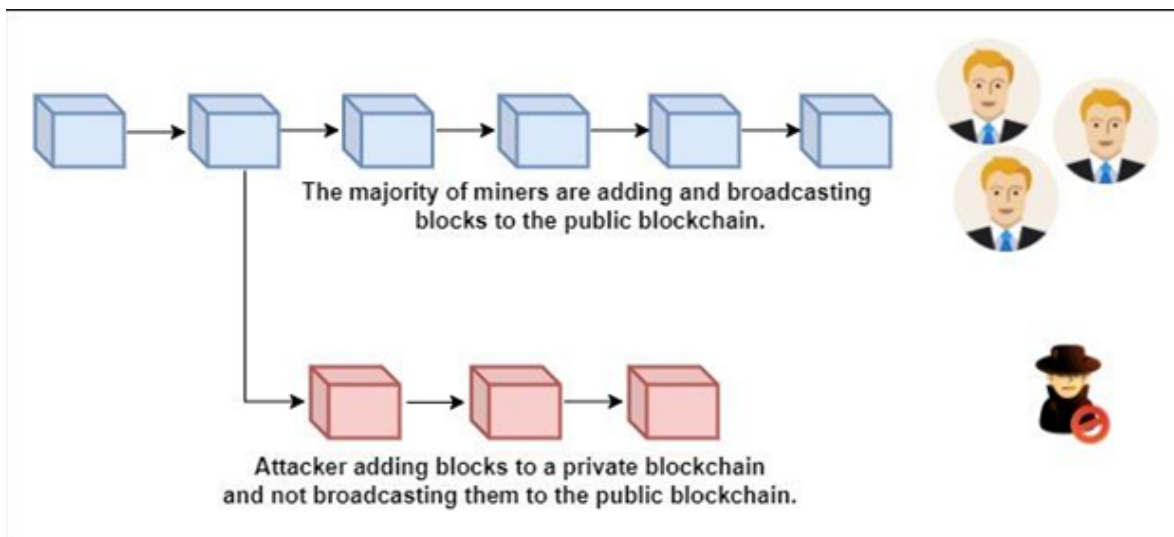 The majority of miners are adding and broadcasting
blocks to the public blockchain.
Attacker adding blocks to a private blockchain
and not broadcasting them to the public blockchain.